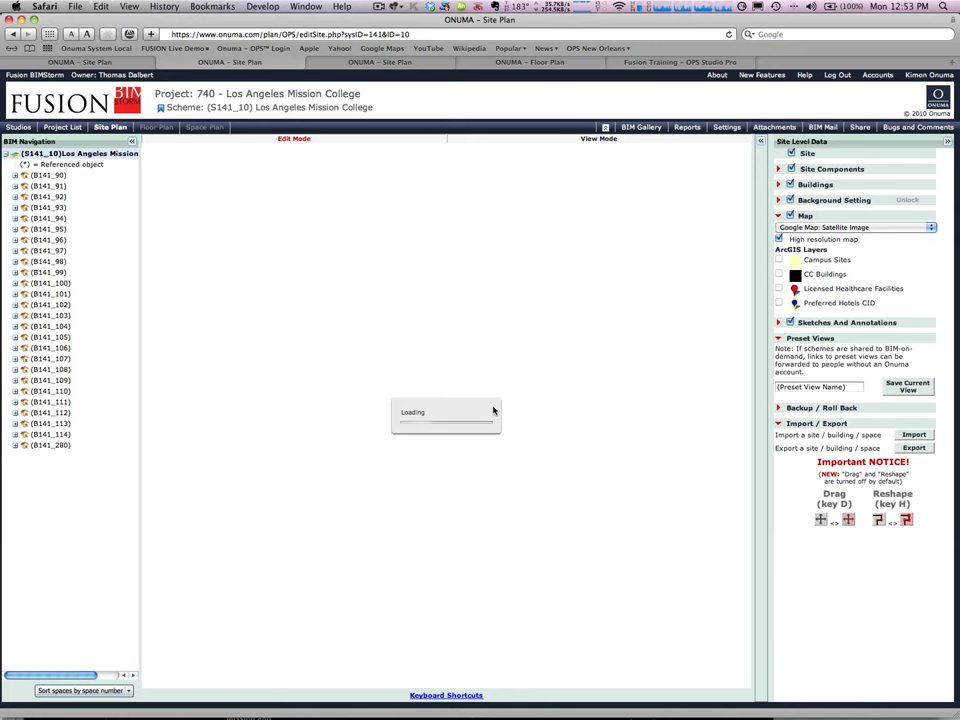 Safari File Edit View History Bookmarks Develop Window Help 183° 35.7KB/s 254.5KB/s (100%) Mon 12:53 PM
ONUMA – Site Plan
A A https://www.onuma.com/plan/OPS/editSite.php?sysID=141&ID=10 Google
Onuma System Local FUSION Live Demo Onuma – OPS™ Login Apple Yahoo! Google Maps YouTube Wikipedia Popular News OPS New Orleans
ONUMA – Site Plan ONUMA – Site Plan ONUMA – Site Plan ONUMA – Floor Plan Fusion Training – OPS Studio Pro
Fusion BIMStorm Owner: Thomas Dalbert About New Features Help Log Out Accounts Kimon Onuma
FUSION BIM STORM Project: 740 - Los Angeles Mission College ONUMA
Scheme: (S141_10) Los Angeles Mission College
© 2010 Onuma
Studios Project List Site Plan Floor Plan Space Plan BIM Gallery Reports Settings Attachments BIM Mail Share Bugs and Comments
BIM Navigation Edit Mode View Mode Site Level Data
(S141_10)Los Angeles Mission
(*) = Referenced object
(B141_90)
(B141_91)
(B141_92)
(B141_93)
(B141_94)
(B141_95)
(B141_96)
(B141_97)
(B141_98)
(B141_99)
(B141_100)
(B141_101)
(B141_102)
(B141_103)
(B141_104)
(B141_105)
(B141_106)
(B141_107)
(B141_108)
(B141_109)
(B141_110)
(B141_111)
(B141_112)
(B141_113)
(B141_114)
(B141_280)
Sort spaces by space number
Loading
Keyboard Shortcuts
Site
Site Components
Buildings
Background Setting Unlock
Map
Google Map: Satellite Image
High resolution map
ArcGIS Layers
Campus Sites
CC Buildings
Licensed Healthcare Facilities
Preferred Hotels CID
Sketches And Annotations
Preset Views
Note: If schemes are shared to BIM-on-
demand, links to preset views can be
forwarded to people without an Onuma
account.
(Preset View Name) Save Current
View
Backup / Roll Back
Import / Export
Import a site / building / space Import
Export a site / building / space Export
Important NOTICE!
(NEW: "Drag" and "Reshape"
are turned off by default)
Drag Reshape
(key D) (key H)
<> <>